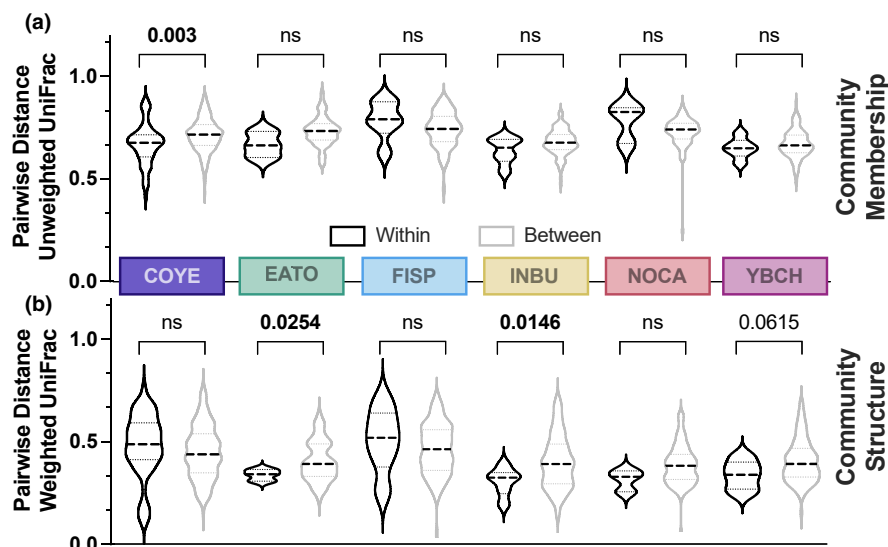 (a)
0.003 ns ns ns ns ns
Pairwise Distance
Unweighted UniFrac
1.0
0.5
0.0
Community
Membership
Within Between
COYE EATO FISP INBU NOCA YBCH
(b)
ns 0.0254 ns 0.0146 ns 0.0615
Pairwise Distance
Weighted UniFrac
1.0
0.5
0.0
Community
Structure